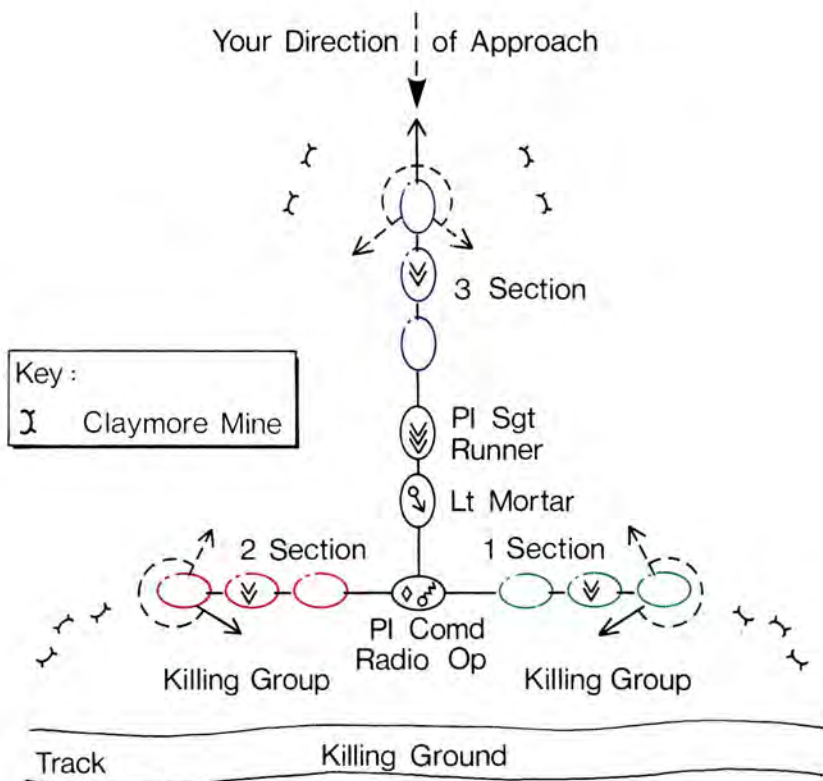 Your Direction of Approach
3 Section
Key :
Claymore Mine
Pl Sgt
Runner
Lt Mortar
2 Section
1 Section
Pl Comd
Radio Op
Killing Group
Killing Group
Killing Ground
Track